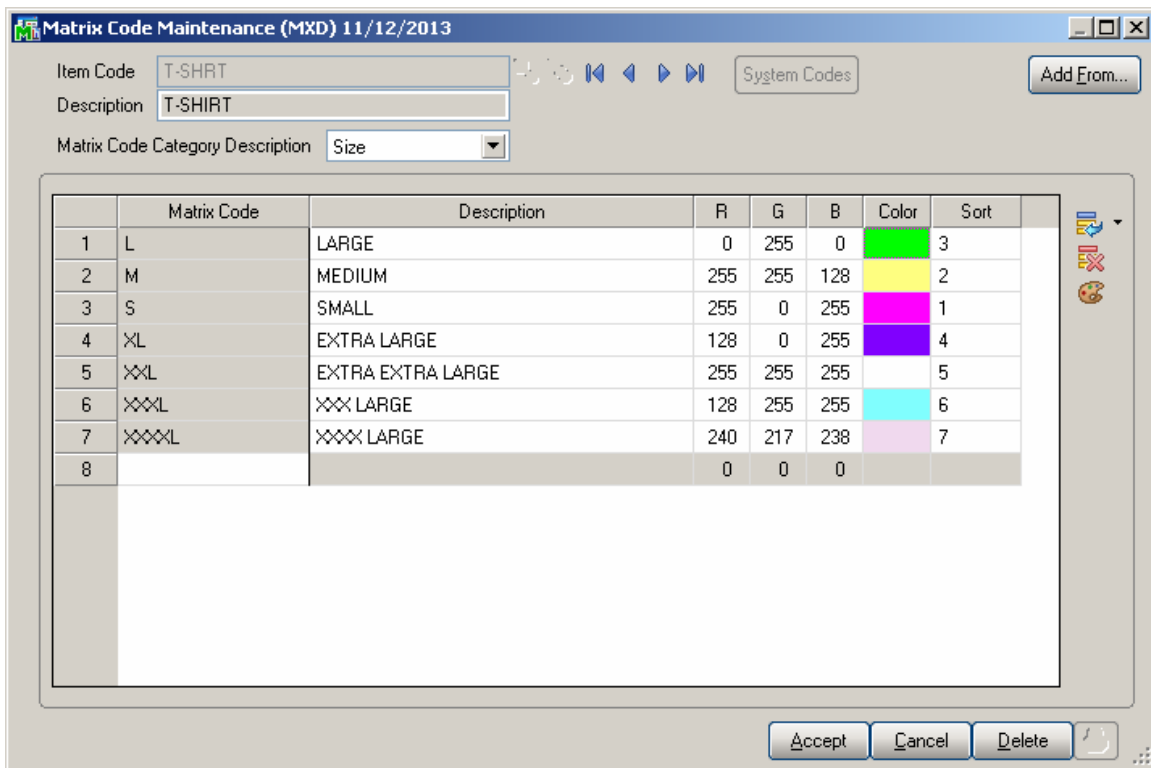 Matrix Code Maintenance (MXD) 11/12/2013
Item Code T-SHRT System Codes Add From...
Description T-SHIRT
Matrix Code Category Description Size
Matrix Code Description R G B Color Sort
1 L LARGE 0 255 0 3
2 M MEDIUM 255 255 128 2
3 S SMALL 255 0 255 1
4 XL EXTRA LARGE 128 0 255 4
5 XXL EXTRA EXTRA LARGE 255 255 255 5
6 XXXL XXX LARGE 128 255 255 6
7 XXXXL XXXX LARGE 240 217 238 7
8 0 0 0
Accept Cancel Delete